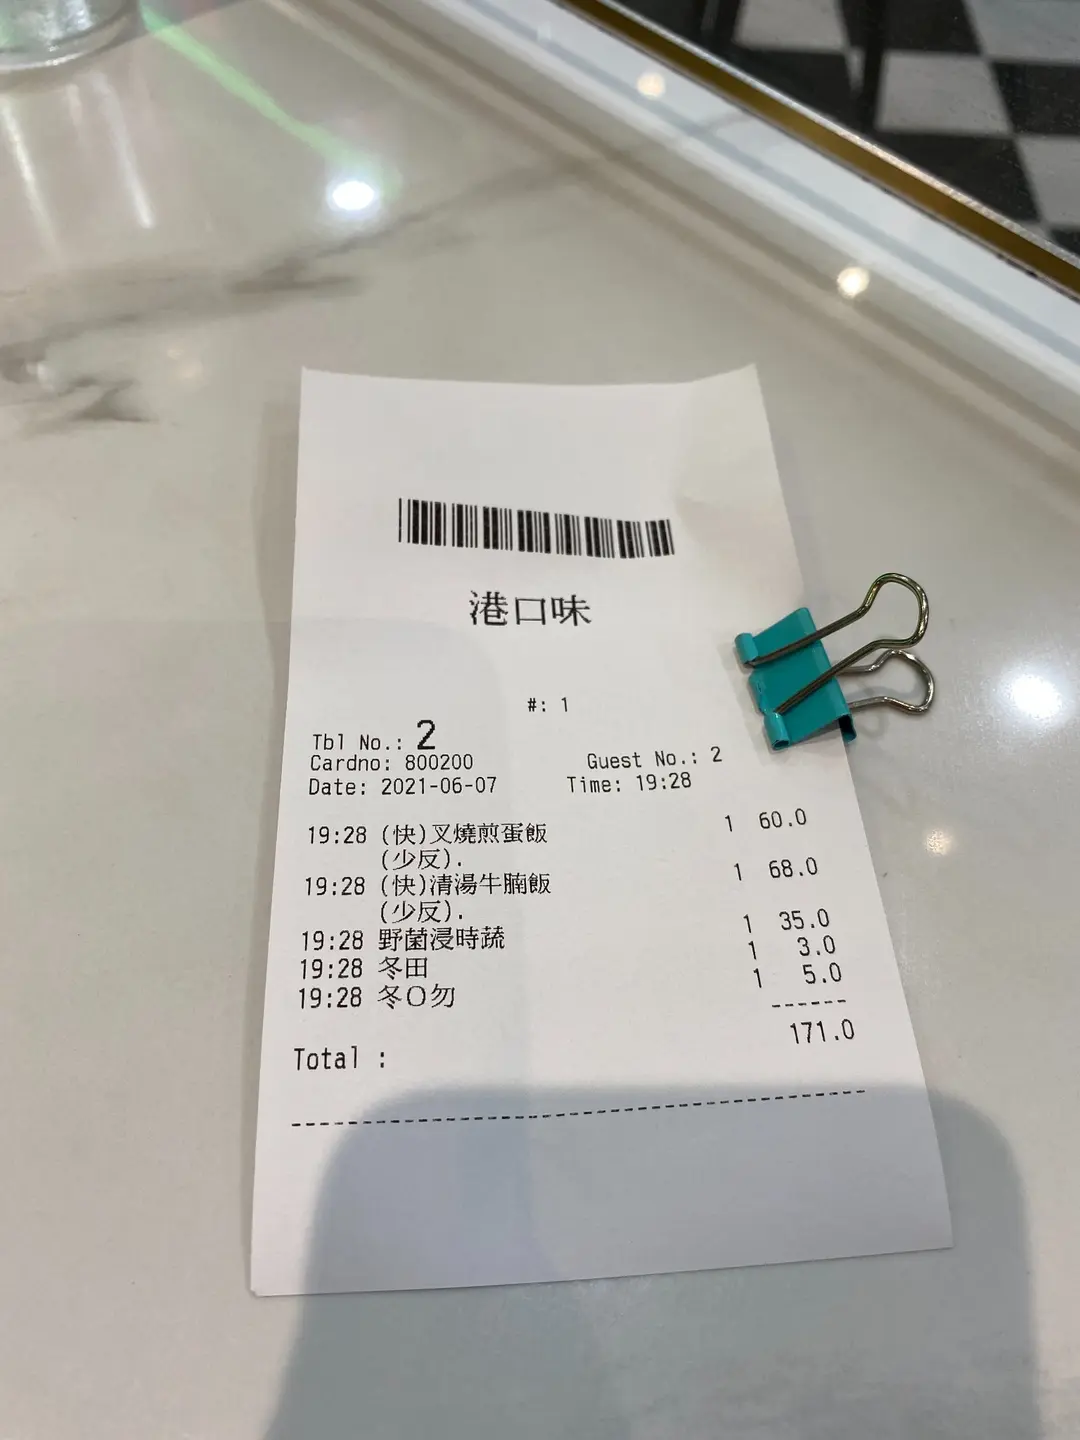 港口味
#: 1
Tbl No.: 2
Cardno: 800200 Guest No.: 2
Date: 2021-06-07 Time: 19:28
19:28 (快)叉燒煎蛋飯 1 60.0
(少反).
19:28 (快)清湯牛腩飯 1 68.0
(少反).
19:28 野菌浸時蔬 1 35.0
19:28 冬田 1 3.0
19:28 冬O勿 1 5.0
------
Total : 171.0